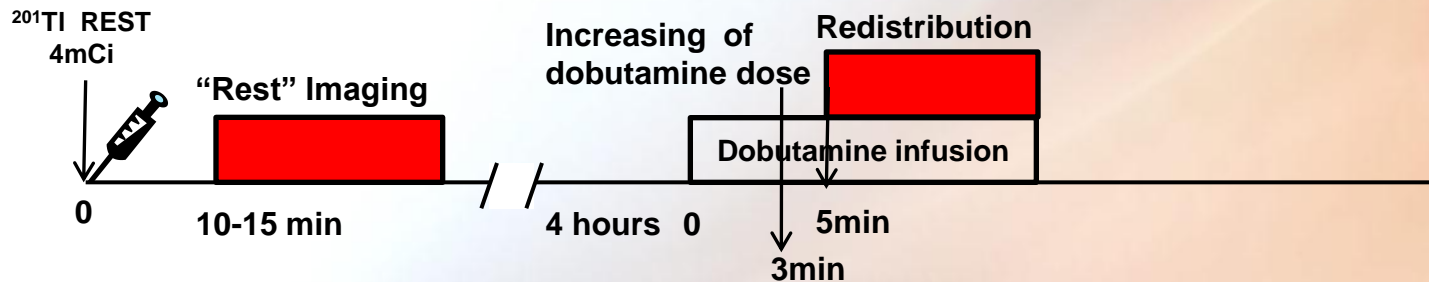 ²⁰¹Tl REST
4mCi
“Rest” Imaging
Increasing of
dobutamine dose
Redistribution
Dobutamine infusion
0
10-15 min
4 hours
0
5min
3min